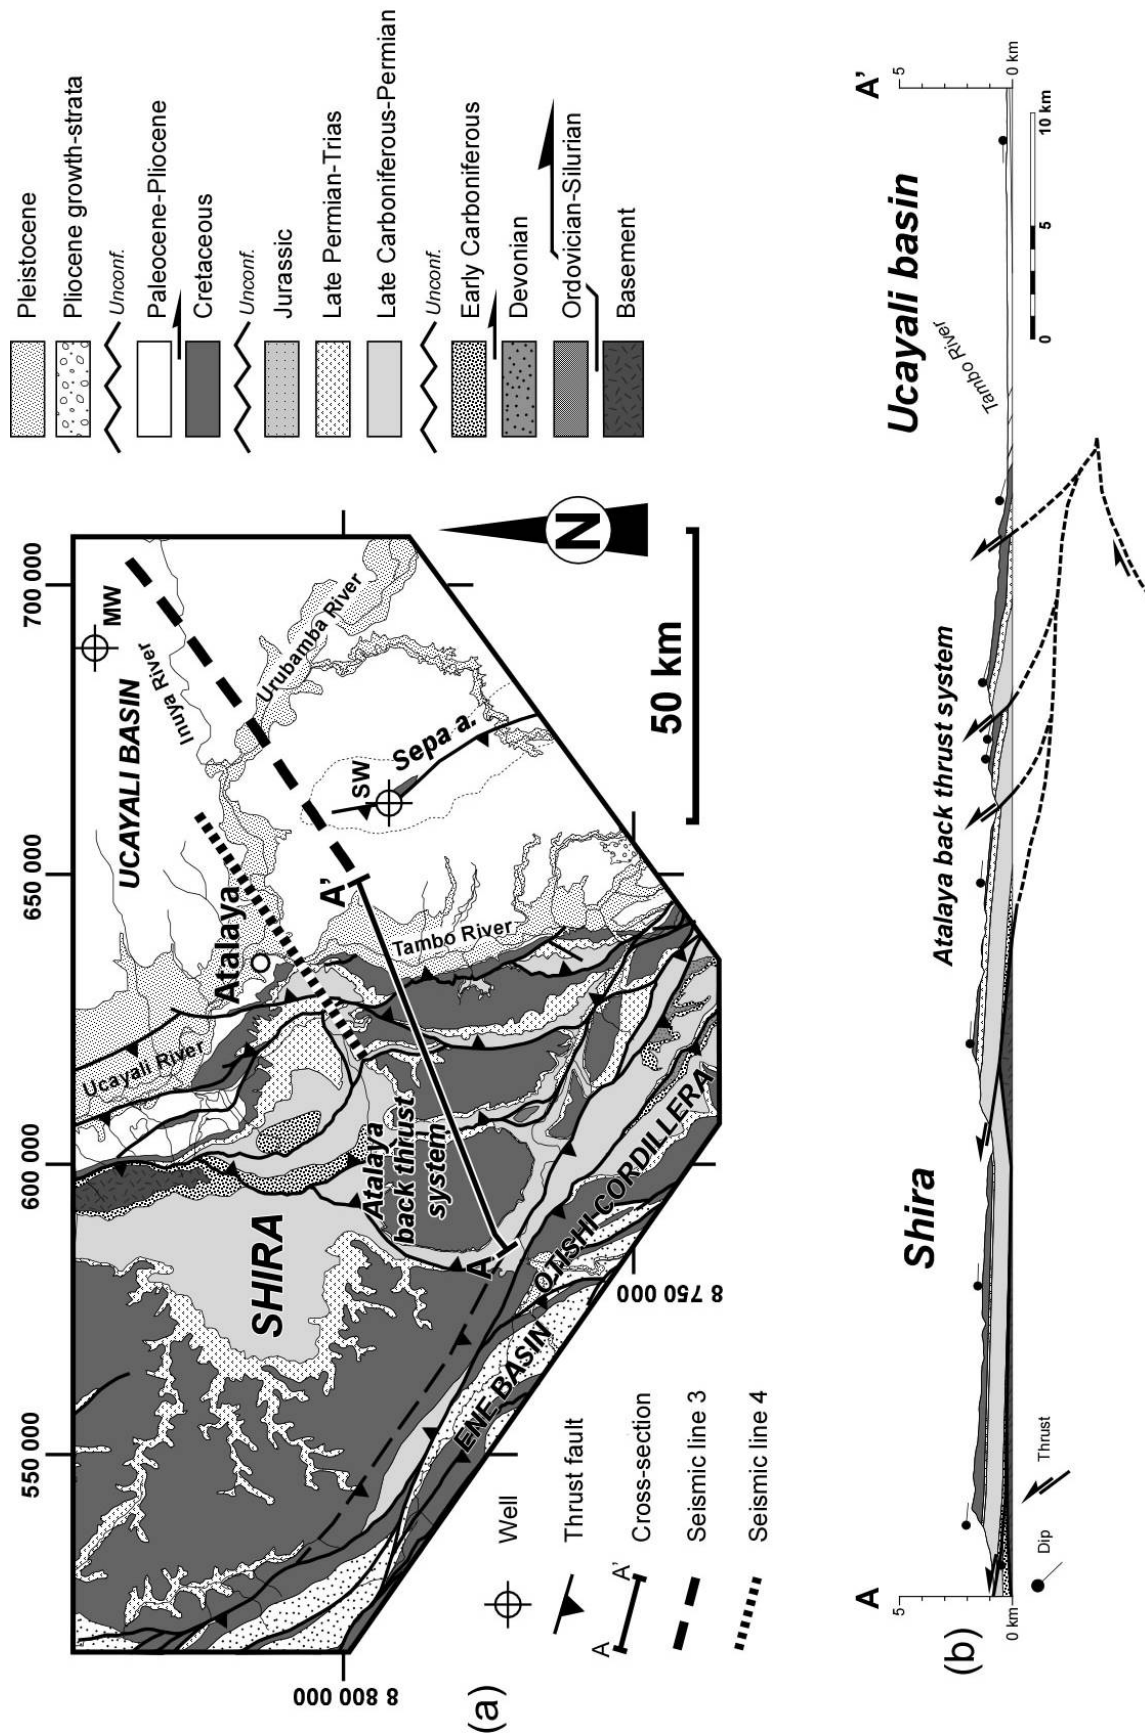 (a)
550 000
600 000
650 000
700 000
8 800 000
8 750 000
UCAYALI BASIN
MW
Inuya River
Urubamba River
Atalaya
Ucayali River
SW
Sepa a.
A'
Tambo River
SHIRA
Atalaya
back thrust
system
A
OTISHI CORDILLERA
ENE BASIN
N
50 km
Well
Thrust fault
A
A'
Cross-section
Seismic line 3
Seismic line 4
Pleistocene
Pliocene growth-strata
Unconf.
Paleocene-Pliocene
Cretaceous
Unconf.
Jurassic
Late Permian-Trias
Late Carboniferous-Permian
Unconf.
Early Carboniferous
Devonian
Ordovician-Silurian
Basement
(b)
A
5
0 km
Shira
Atalaya back thrust system
Ucayali basin
Tambo River
A'
5
0 km
Dip
Thrust
0
5
10 km